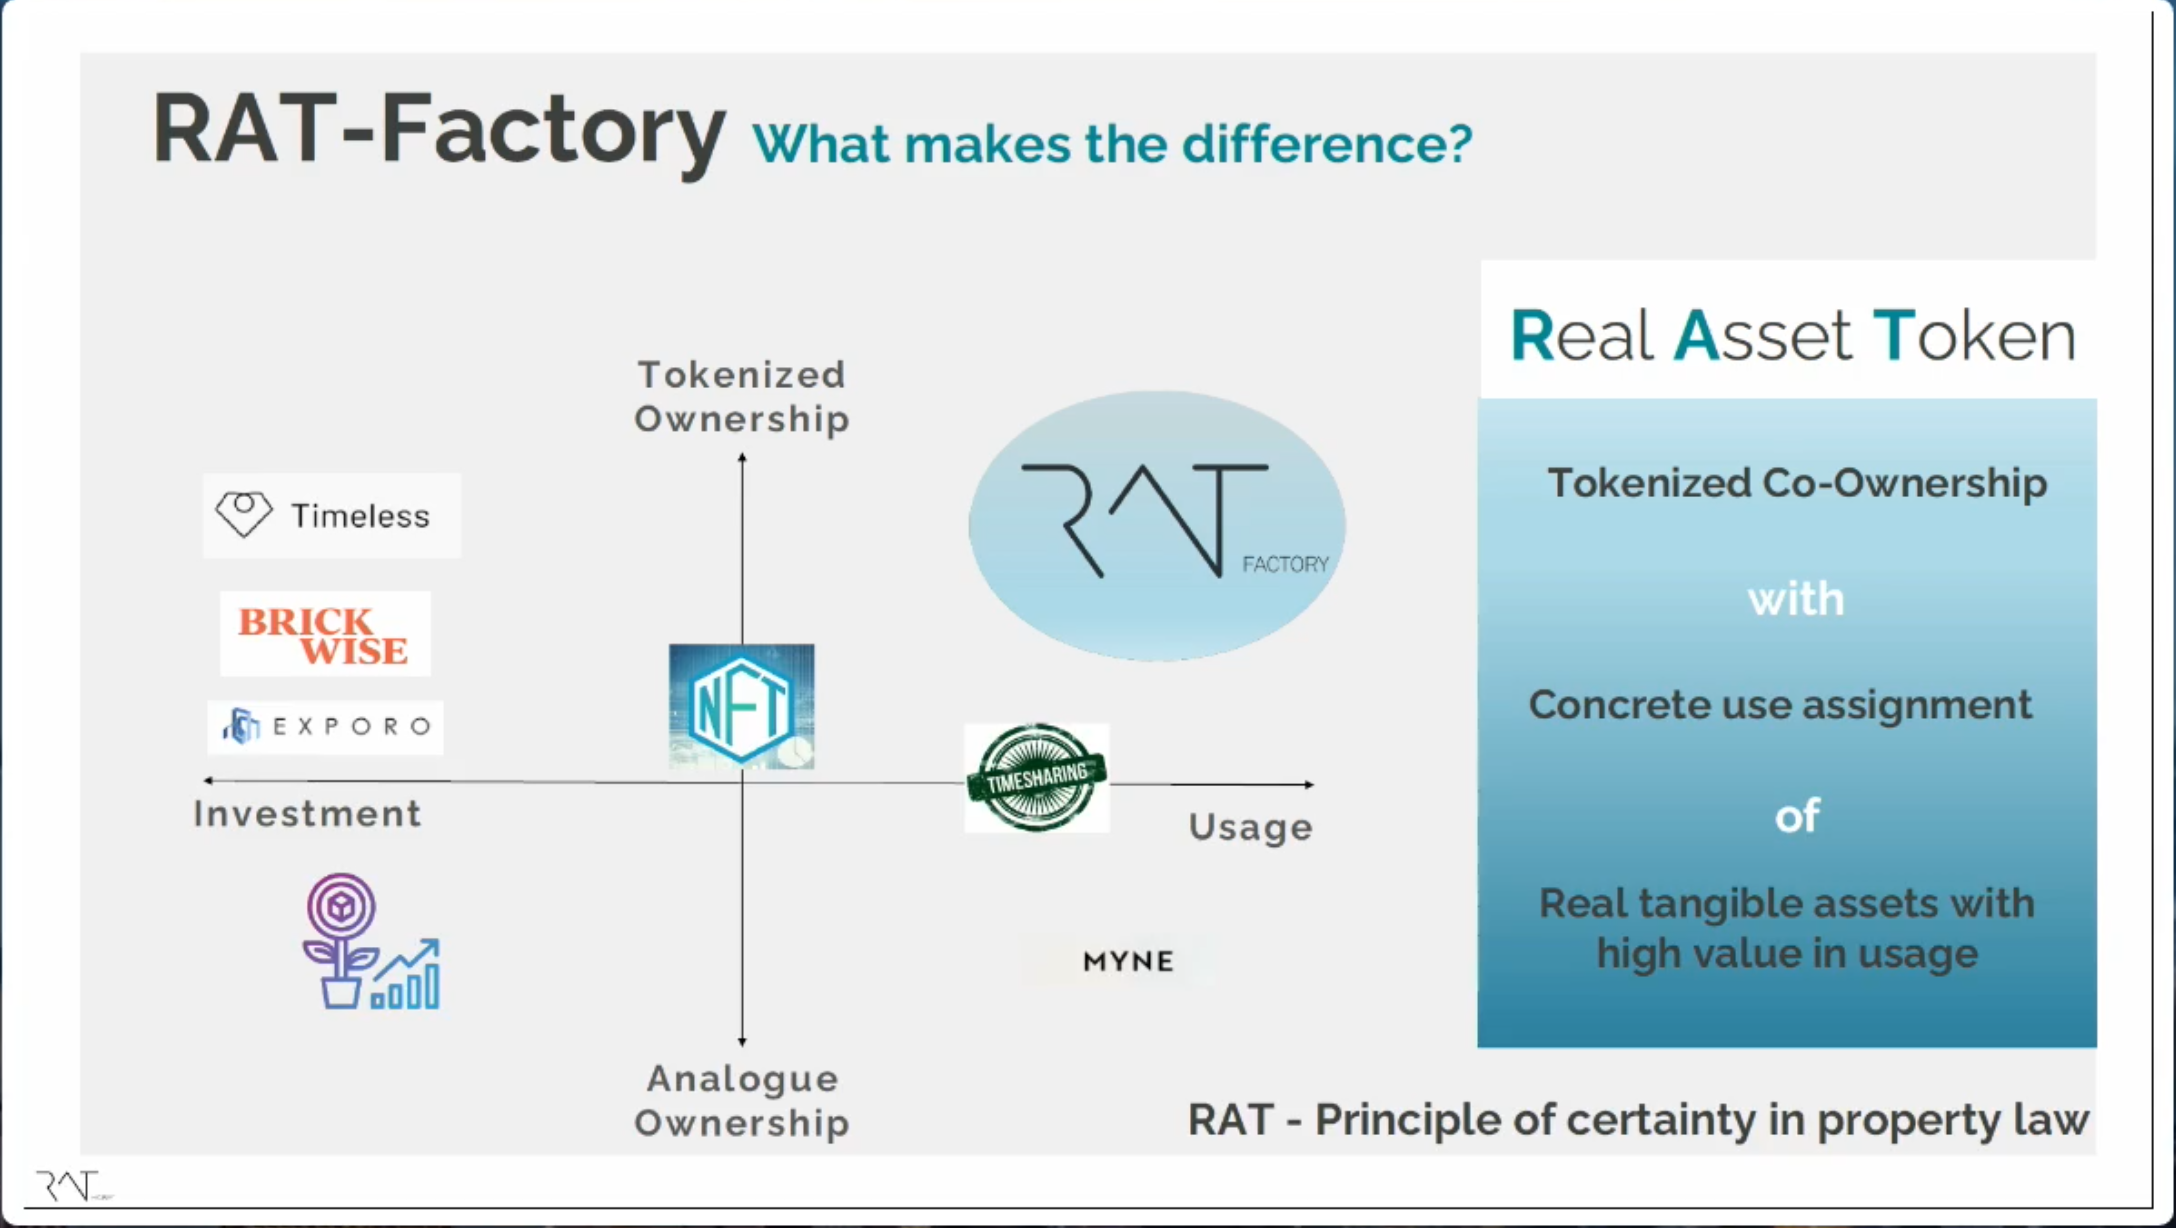 RAT-Factory What makes the difference?
Real Asset Token
Tokenized
Ownership
Timeless
RAT
FACTORY
Tokenized Co-Ownership
with
BRICK
WISE
NFT
EXPORO
Concrete use assignment
TIMESHARING
Investment
Usage
of
Real tangible assets with
high value in usage
MYNE
Analogue
Ownership
RAT - Principle of certainty in property law
RAT